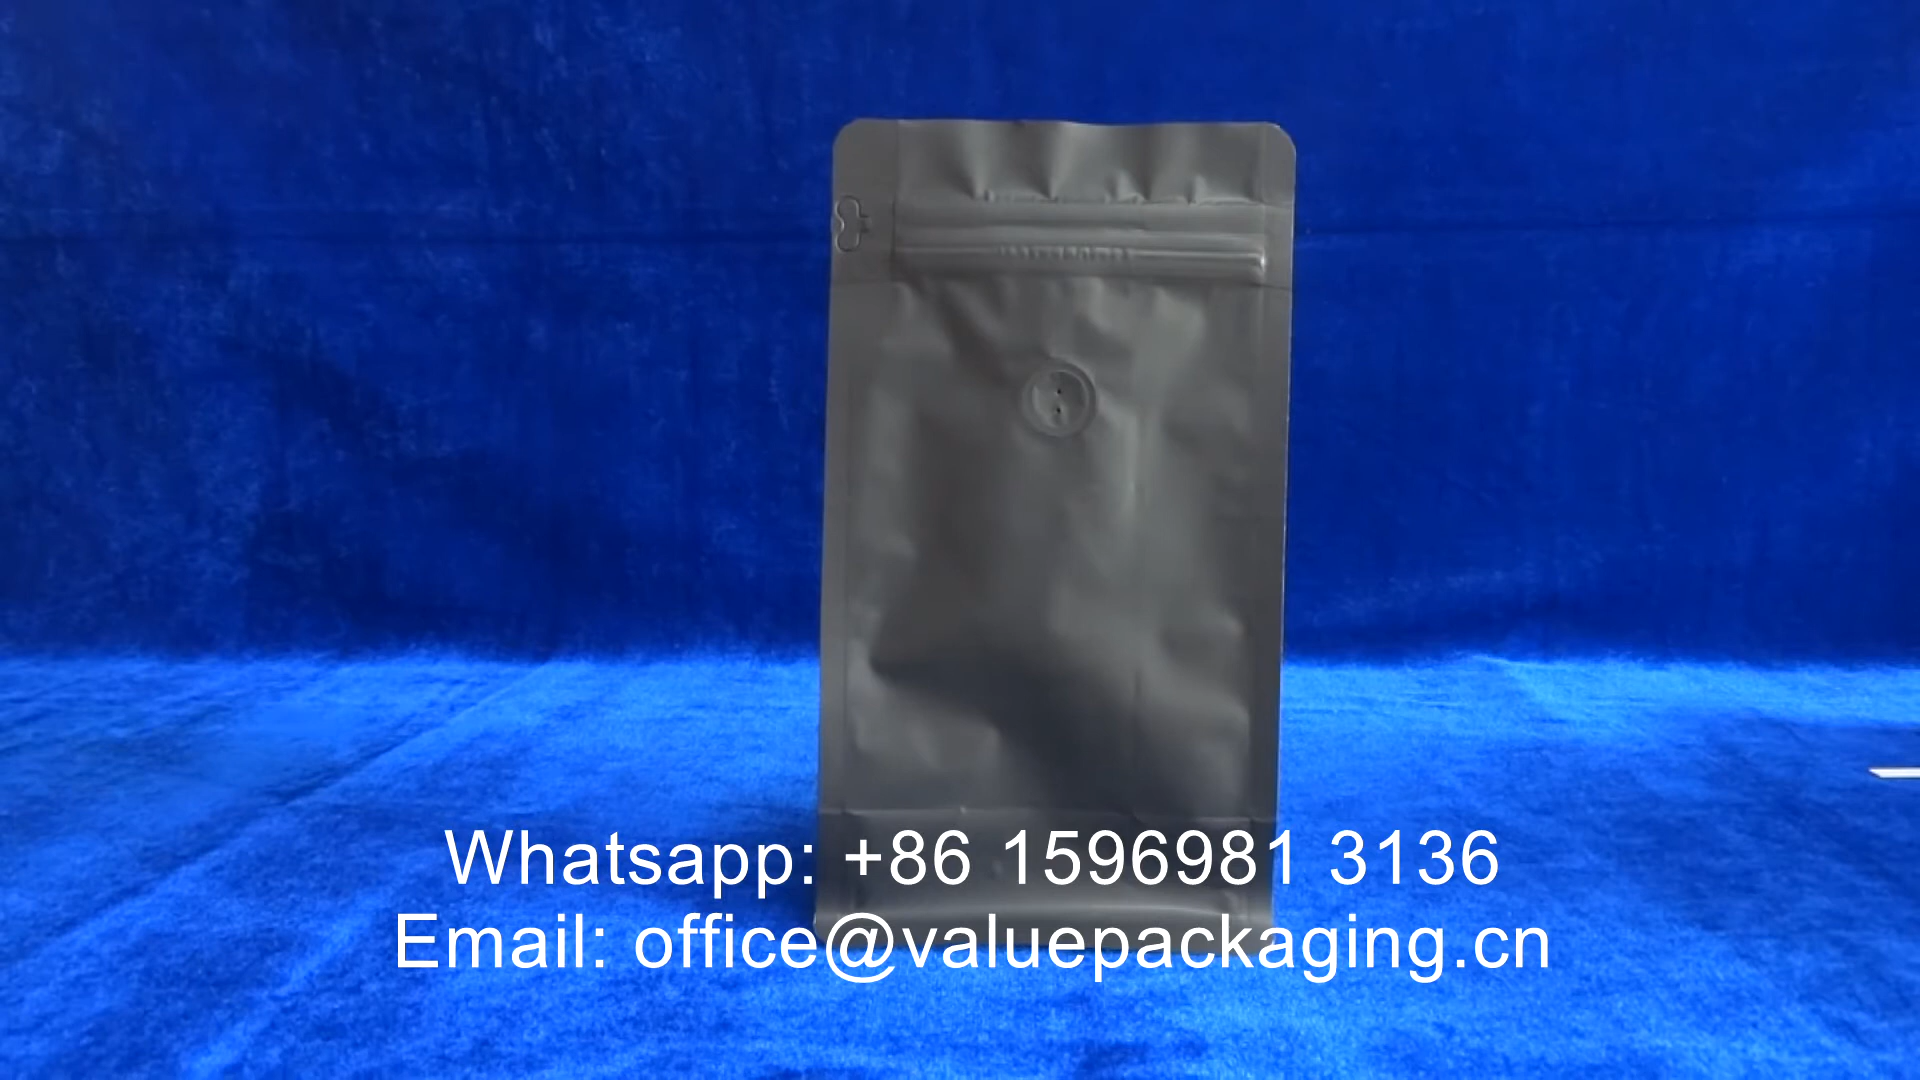 Whatsapp: +86 1596981 3136
Email: office@valuepackaging.cn